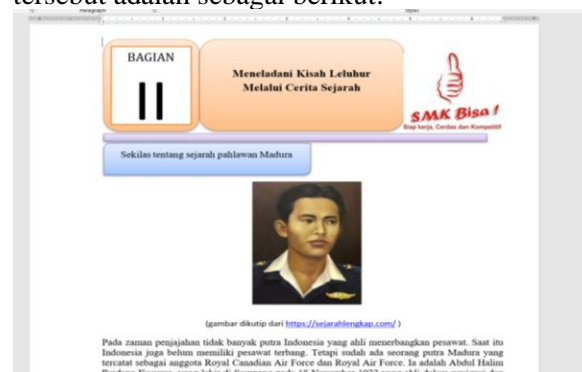 tersebut adalah sebagai berikut:
Paragraph
Styles
BAGIAN
II
Meneladani Kisah Leluhur
Melalui Cerita Sejarah
SMK Bisa !
Siap kerja, Cerdas dan Kompetitif
Sekilas tentang sejarah pahlawan Madura
(gambar dikutip dari https://sejarahlengkap.com/ )
Pada zaman penjajahan tidak banyak putra Indonesia yang ahli menerbangkan pesawat. Saat itu
Indonesia juga belum memiliki pesawat terbang. Tetapi sudah ada seorang putra Madura yang
tercatat sebagai anggota Royal Canadian Air Force dan Royal Air Force. Ia adalah Abdul Halim